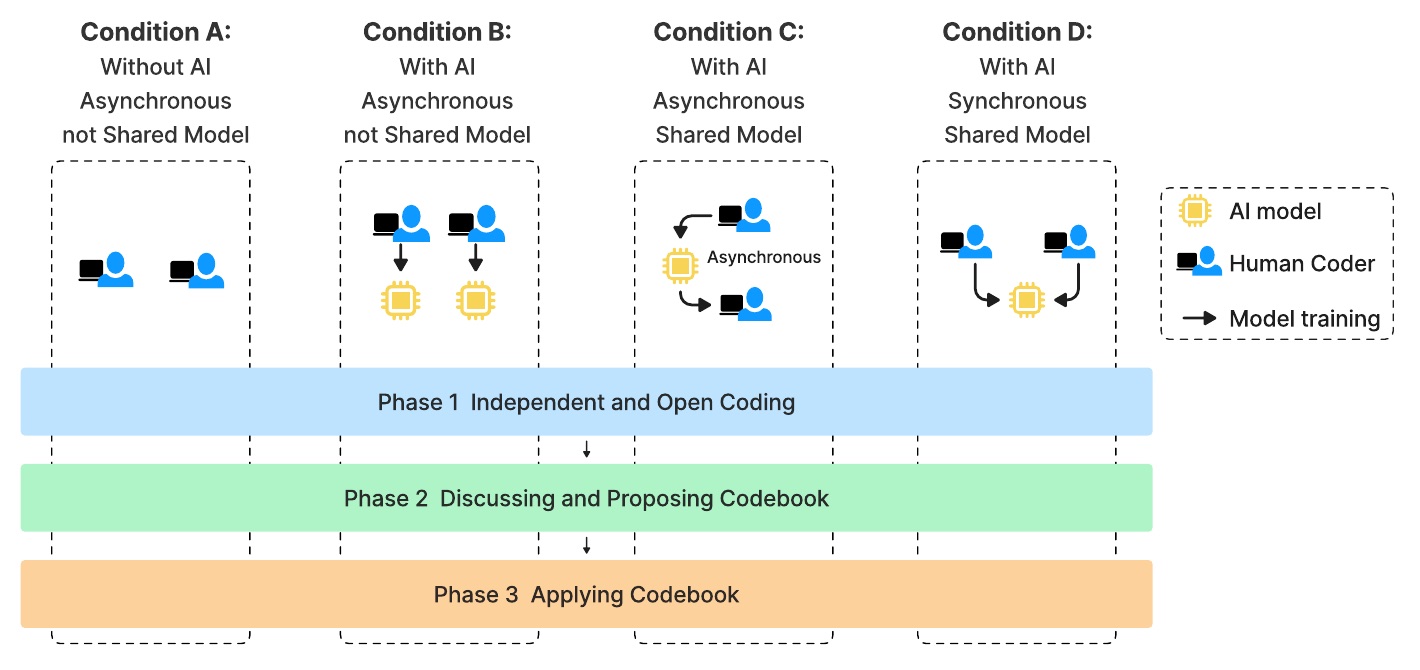 Condition A:
Without AI
Asynchronous
not Shared Model
Condition B:
With AI
Asynchronous
not Shared Model
Condition C:
With AI
Asynchronous
Shared Model
Condition D:
With AI
Synchronous
Shared Model
Asynchronous
AI model
Human Coder
Model training
Phase 1 Independent and Open Coding
Phase 2 Discussing and Proposing Codebook
Phase 3 Applying Codebook